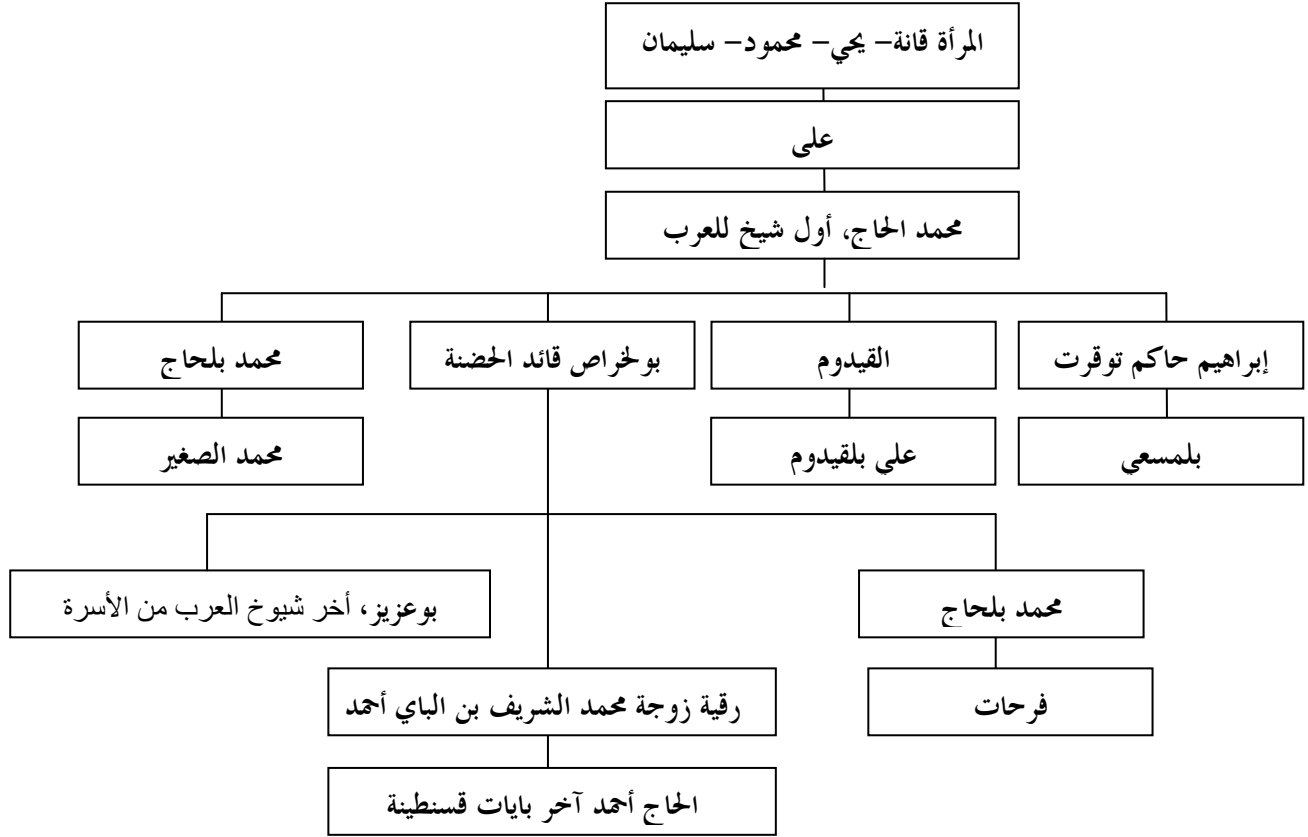 المرأة قانة– يحي– محمود– سليمان
على
محمد الحاج، أول شيخ للعرب
إبراهيم حاكم توقرت
القيدوم
بولخراص قائد الحضنة
محمد بلحاج
بلمسعي
علي بلقيدوم
محمد الصغير
محمد بلحاج
بوعزيز، أخر شيوخ العرب من الأسرة
فرحات
رقية زوجة محمد الشريف بن الباي أحمد
الحاج أحمد آخر بايات قسنطينة